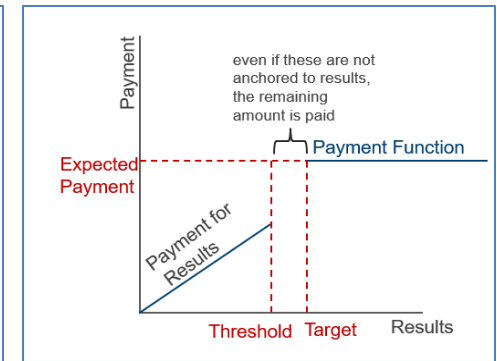 Payment
even if these are not
anchored to results,
the remaining
amount is paid
Payment Function
Expected
Payment
Payment for
Results
Threshold
Target
Results